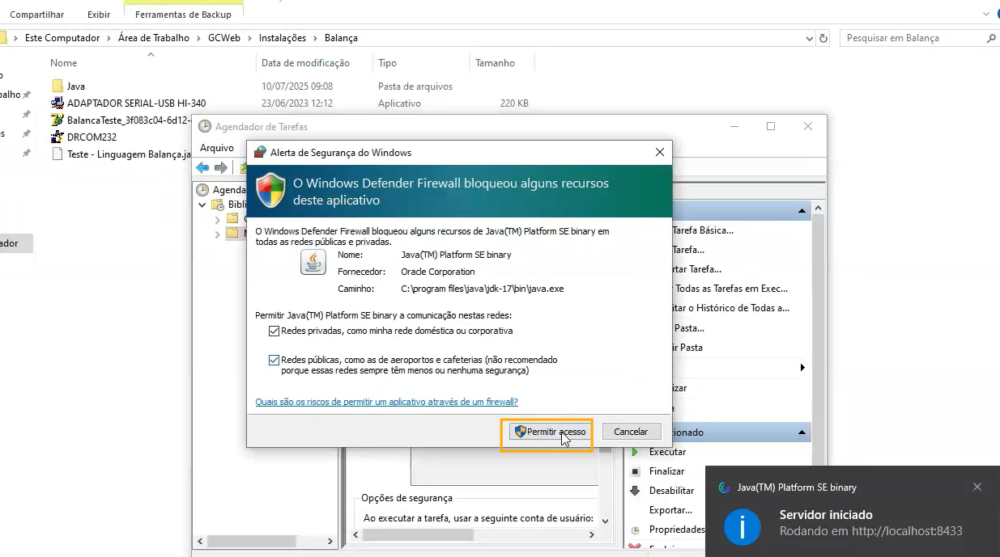 Compartilhar Exibir Ferramentas de Backup
Este Computador Área de Trabalho GCWeb Instalações Balança
Pesquisar em Balança
Nome Data de modificação Tipo Tamanho
Java 10/07/2025 09:08 Pasta de arquivos
ADAPTADOR SERIAL-USB HI-340 23/06/2023 12:12 Aplicativo 220 KB
BalancaTeste_3f083c04-6d12-
DRCOM232
Teste - Linguagem Balança.ja
Agendador de Tarefas
Arquivo
Agenda
Bibli
Alerta de Segurança do Windows
O Windows Defender Firewall bloqueou alguns recursos
deste aplicativo
O Windows Defender Firewall bloqueou alguns recursos de Java(TM) Platform SE binary em
todas as redes públicas e privadas.
Nome: Java(TM) Platform SE binary
Fornecedor: Oracle Corporation
Caminho: C:\program files\java\jdk-17\bin\java.exe
Permitir Java(TM) Platform SE binary a comunicação nestas redes:
Redes privadas, como minha rede doméstica ou corporativa
Redes públicas, como as de aeroportos e cafeterias (não recomendado
porque essas redes sempre têm menos ou nenhuma segurança)
Quais são os riscos de permitir um aplicativo através de um firewall?
Permitir acesso Cancelar
Tarefa Básica...
Tarefa...
rtar Tarefa...
Todas as Tarefas em Exec...
itar o Histórico de Todas a...
Pasta...
ir Pasta
izar
ionado
Executar
Finalizar
Desabilitar
Exportar...
Propriedades
Opções de segurança
Ao executar a tarefa, usar a seguinte conta de usuário:
Java(TM) Platform SE binary
Servidor iniciado
Rodando em http://localhost:8433